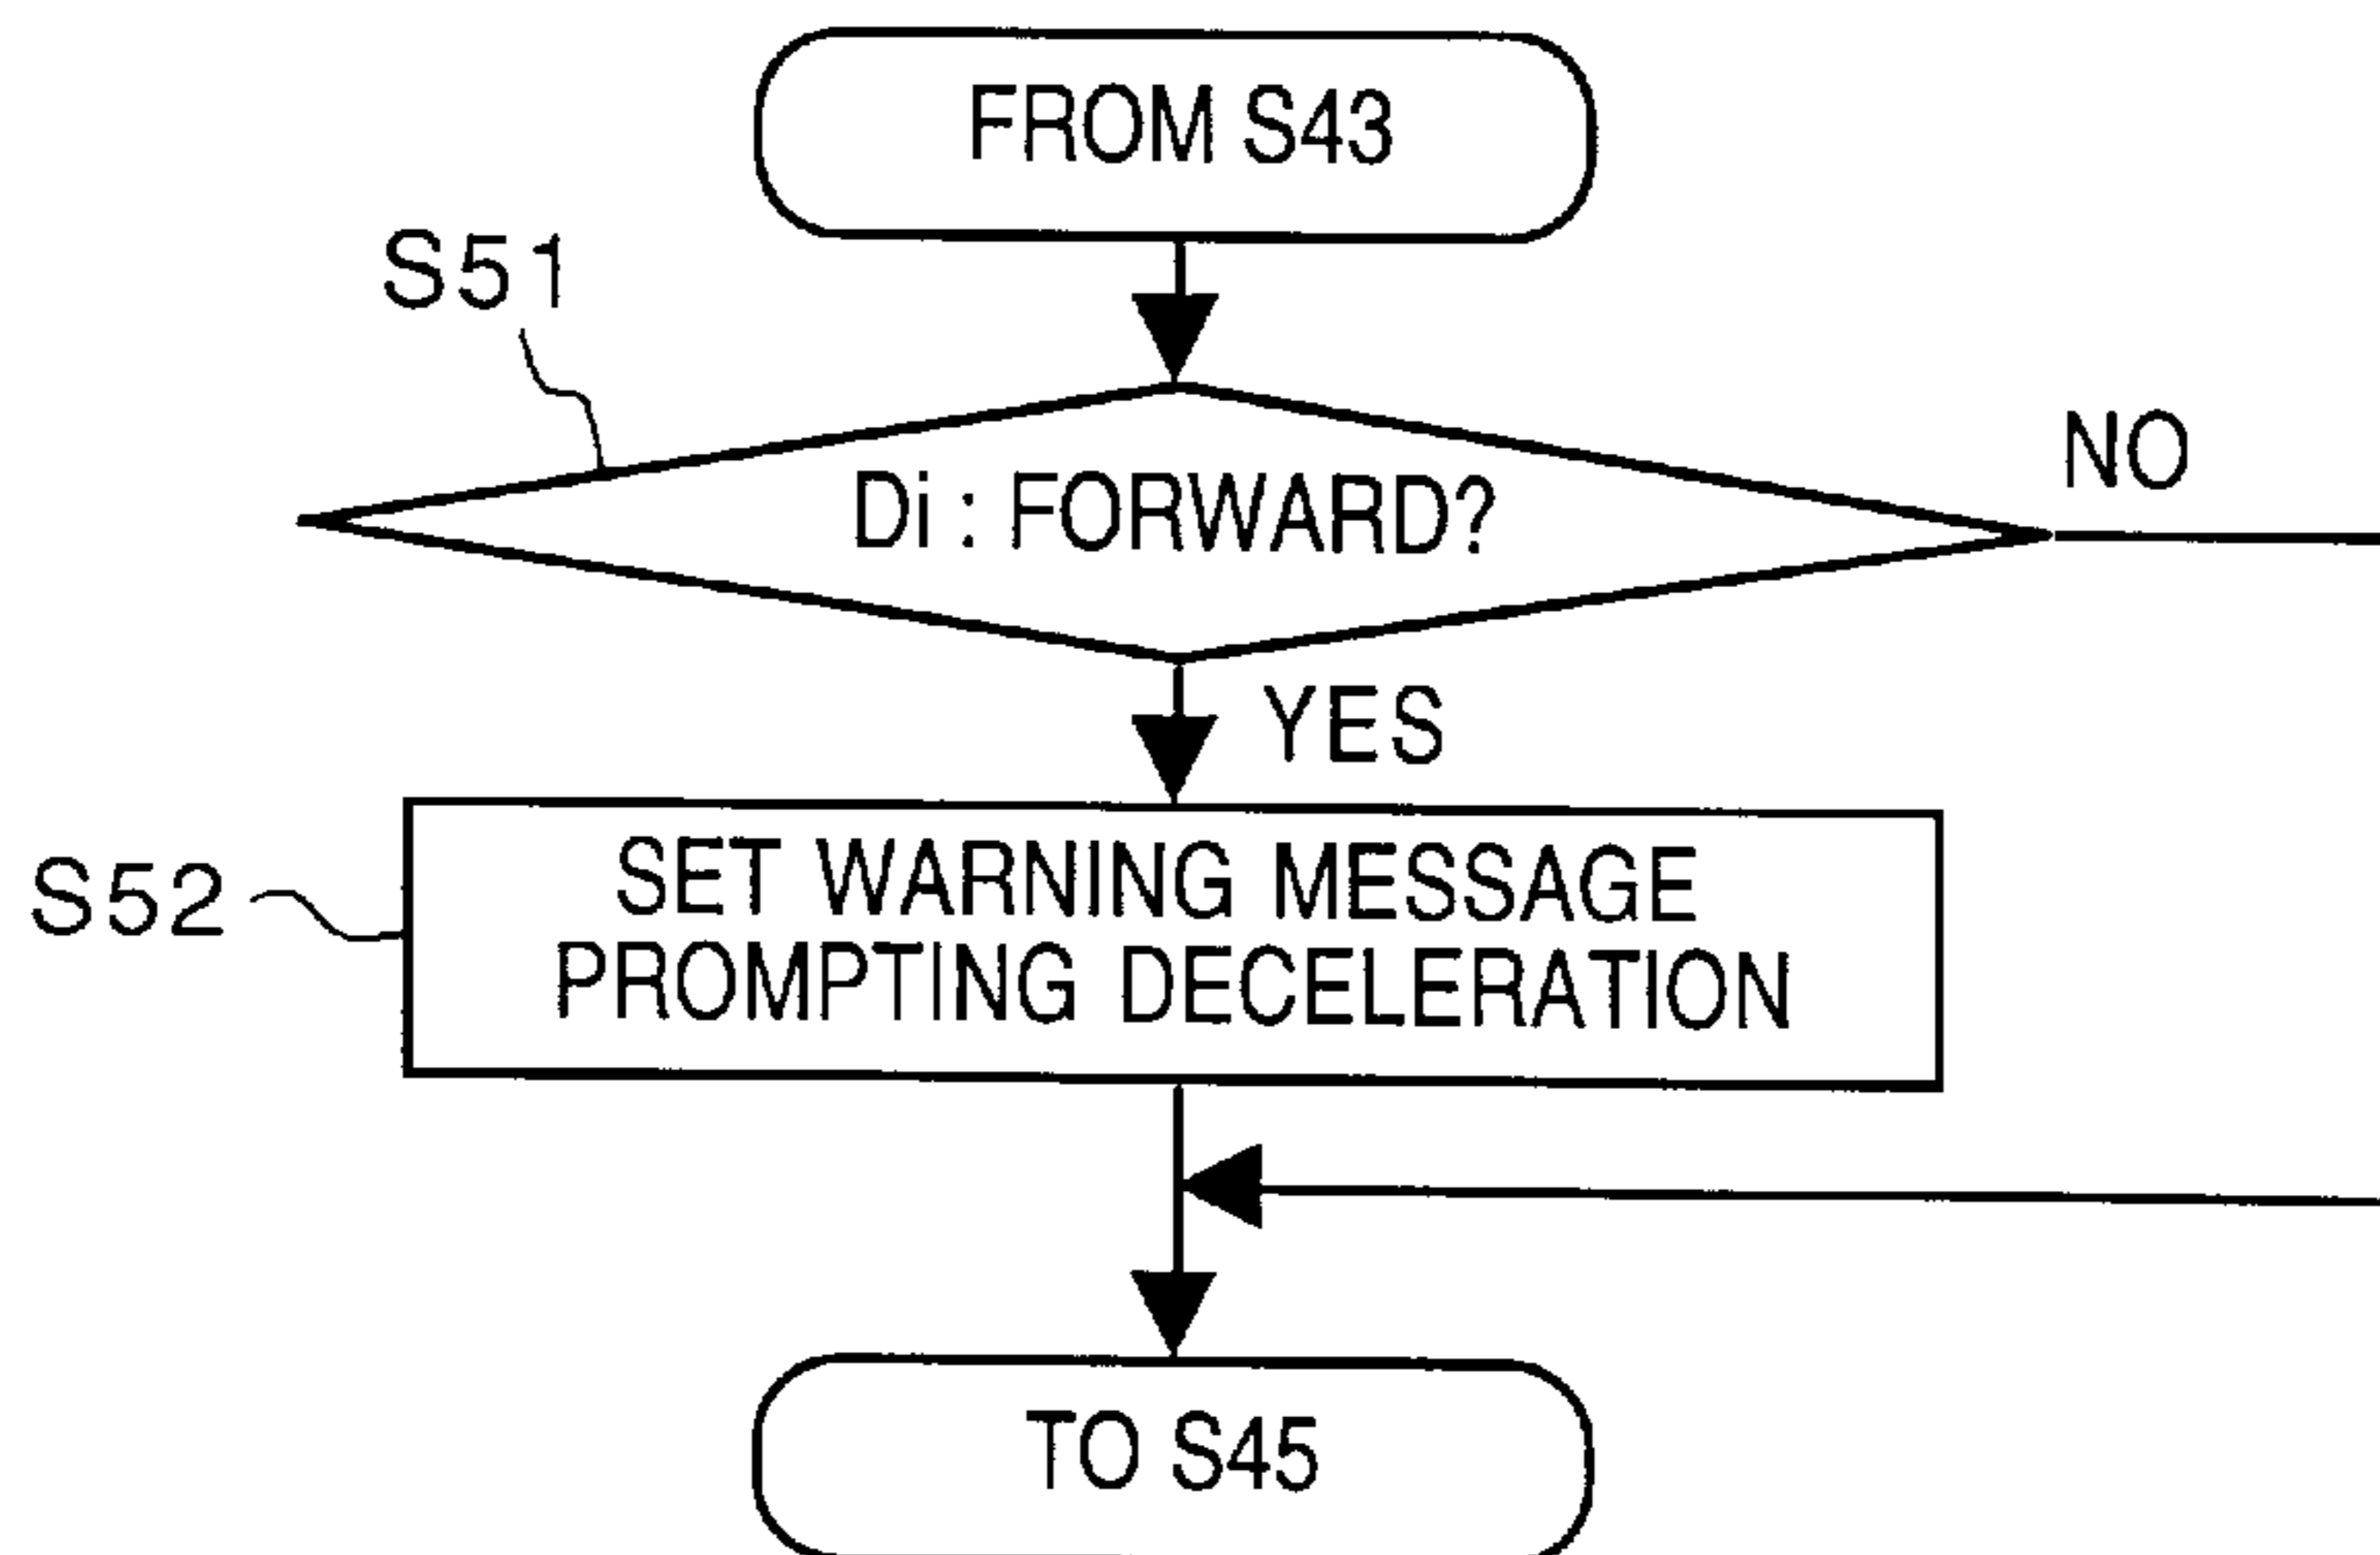 FROM S43
S51
Di : FORWARD?
NO
YES
S52
SET WARNING MESSAGE
PROMPTING DECELERATION
TO S45